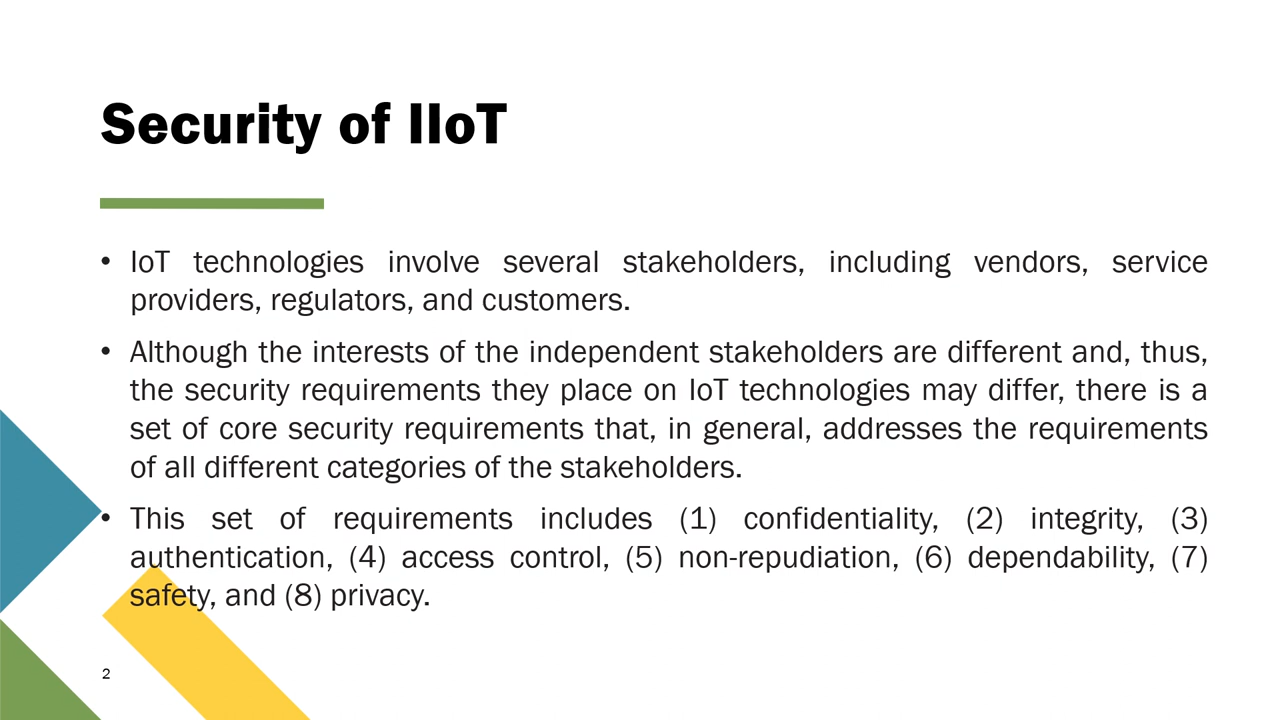 Security of IIoT
• IoT technologies involve several stakeholders, including vendors, service
providers, regulators, and customers.
• Although the interests of the independent stakeholders are different and, thus,
the security requirements they place on IoT technologies may differ, there is a
set of core security requirements that, in general, addresses the requirements
of all different categories of the stakeholders.
• This set of requirements includes (1) confidentiality, (2) integrity, (3)
authentication, (4) access control, (5) non-repudiation, (6) dependability, (7)
safety, and (8) privacy.
2